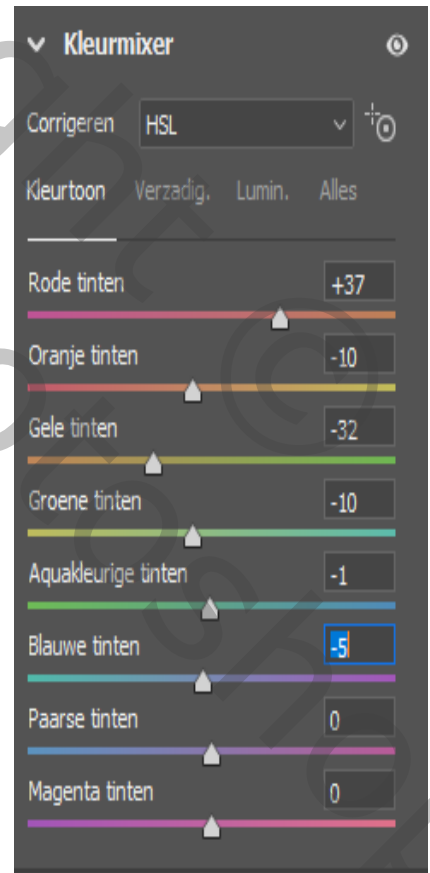 Kleurmixer
Corrigeren HSL
Kleurtoon Verzadig. Lumin. Alles
Rode tinten +37
Oranje tinten -10
Gele tinten -32
Groene tinten -10
Aquakleurige tinten -1
Blauwe tinten -5
Paarse tinten 0
Magenta tinten 0